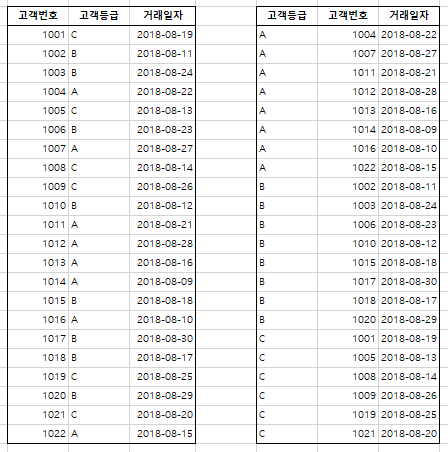 고객번호 고객등급 거래일자 고객등급 고객번호 거래일자
1001 C 2018-08-19 A 1004 2018-08-22
1002 B 2018-08-11 A 1007 2018-08-27
1003 B 2018-08-24 A 1011 2018-08-21
1004 A 2018-08-22 A 1012 2018-08-28
1005 C 2018-08-13 A 1013 2018-08-16
1006 B 2018-08-23 A 1014 2018-08-09
1007 A 2018-08-27 A 1016 2018-08-10
1008 C 2018-08-14 A 1022 2018-08-15
1009 C 2018-08-26 B 1002 2018-08-11
1010 B 2018-08-12 B 1003 2018-08-24
1011 A 2018-08-21 B 1006 2018-08-23
1012 A 2018-08-28 B 1010 2018-08-12
1013 A 2018-08-16 B 1015 2018-08-18
1014 A 2018-08-09 B 1017 2018-08-30
1015 B 2018-08-18 B 1018 2018-08-17
1016 A 2018-08-10 B 1020 2018-08-29
1017 B 2018-08-30 C 1001 2018-08-19
1018 B 2018-08-17 C 1005 2018-08-13
1019 C 2018-08-25 C 1008 2018-08-14
1020 B 2018-08-29 C 1009 2018-08-26
1021 C 2018-08-20 C 1019 2018-08-25
1022 A 2018-08-15 C 1021 2018-08-20